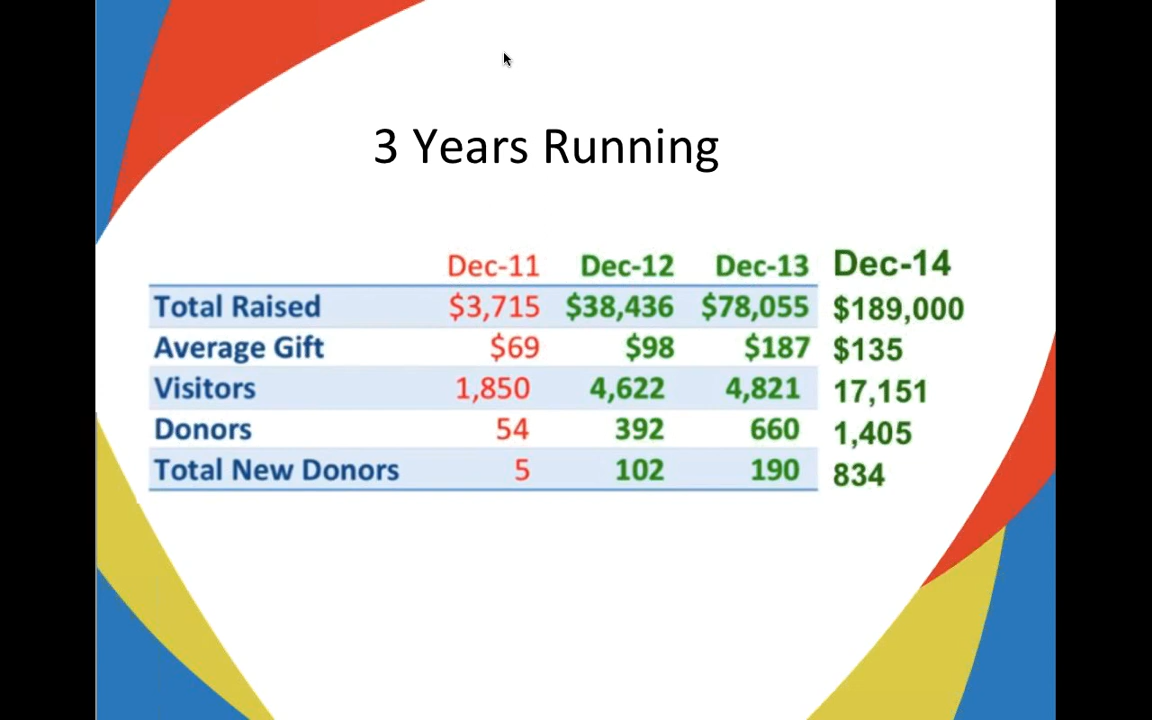 3 Years Running
Dec-11 Dec-12 Dec-13 Dec-14
Total Raised $3,715 $38,436 $78,055 $189,000
Average Gift $69 $98 $187 $135
Visitors 1,850 4,622 4,821 17,151
Donors 54 392 660 1,405
Total New Donors 5 102 190 834